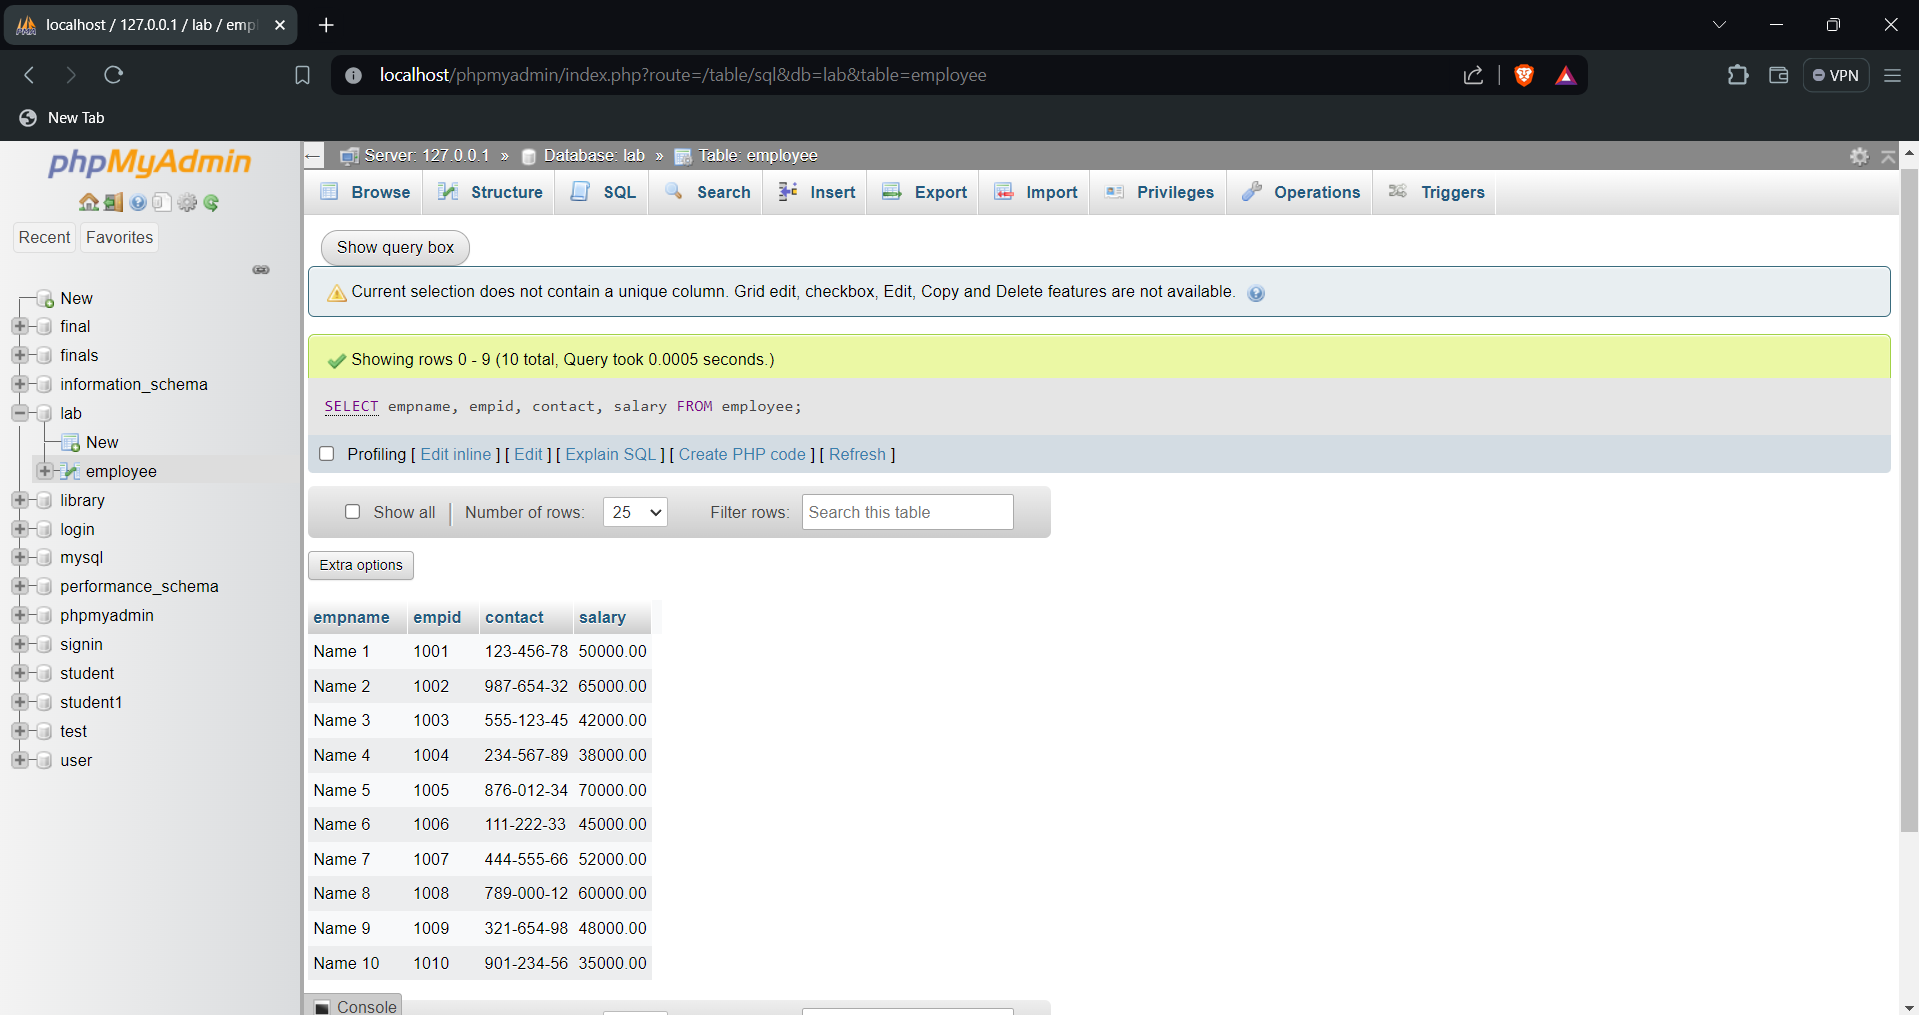 localhost / 127.0.0.1 / lab / emp
localhost/phpmyadmin/index.php?route=/table/sql&db=lab&table=employee
VPN
New Tab
phpMyAdmin
Recent Favorites
New
final
finals
information_schema
lab
New
employee
library
login
mysql
performance_schema
phpmyadmin
signin
student
student1
test
user
Server: 127.0.0.1 » Database: lab » Table: employee
Browse Structure SQL Search Insert Export Import Privileges Operations Triggers
Show query box
Current selection does not contain a unique column. Grid edit, checkbox, Edit, Copy and Delete features are not available.
Showing rows 0 - 9 (10 total, Query took 0.0005 seconds.)
SELECT empname, empid, contact, salary FROM employee;
Profiling [ Edit inline ] [ Edit ] [ Explain SQL ] [ Create PHP code ] [ Refresh ]
Show all Number of rows: 25 Filter rows: Search this table
Extra options
empname empid contact salary
Name 1 1001 123-456-78 50000.00
Name 2 1002 987-654-32 65000.00
Name 3 1003 555-123-45 42000.00
Name 4 1004 234-567-89 38000.00
Name 5 1005 876-012-34 70000.00
Name 6 1006 111-222-33 45000.00
Name 7 1007 444-555-66 52000.00
Name 8 1008 789-000-12 60000.00
Name 9 1009 321-654-98 48000.00
Name 10 1010 901-234-56 35000.00
Console